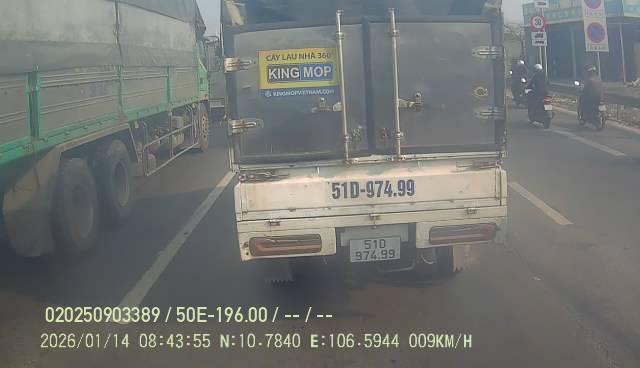 50
CÂY LAU NHÀ 360°
KING MOP
KINGMOPVIETNAM.COM
51D-974.99
51D
974.99
020250903389 / 50E-196.00 / -- / --
2026/01/14 08:43:55 N:10.7840 E:106.5944 009KM/H